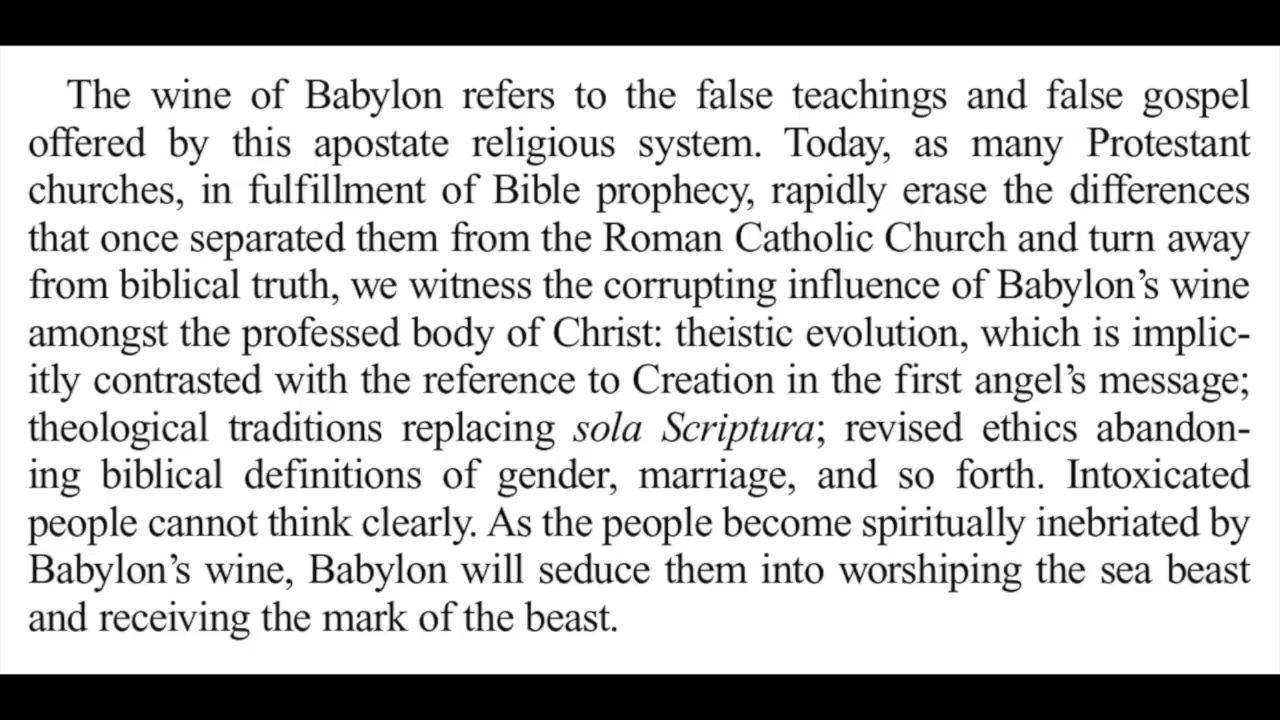 The wine of Babylon refers to the false teachings and false gospel
offered by this apostate religious system. Today, as many Protestant
churches, in fulfillment of Bible prophecy, rapidly erase the differences
that once separated them from the Roman Catholic Church and turn away
from biblical truth, we witness the corrupting influence of Babylon’s wine
amongst the professed body of Christ: theistic evolution, which is implic-
itly contrasted with the reference to Creation in the first angel’s message;
theological traditions replacing sola Scriptura; revised ethics abandon-
ing biblical definitions of gender, marriage, and so forth. Intoxicated
people cannot think clearly. As the people become spiritually inebriated by
Babylon’s wine, Babylon will seduce them into worshiping the sea beast
and receiving the mark of the beast.